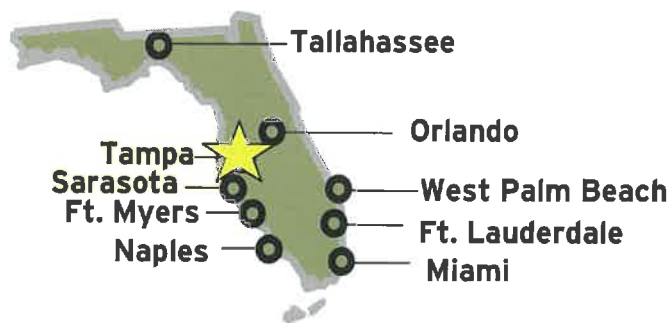 Tallahassee
Orlando
Tampa
Sarasota
West Palm Beach
Ft. Myers
Ft. Lauderdale
Naples
Miami